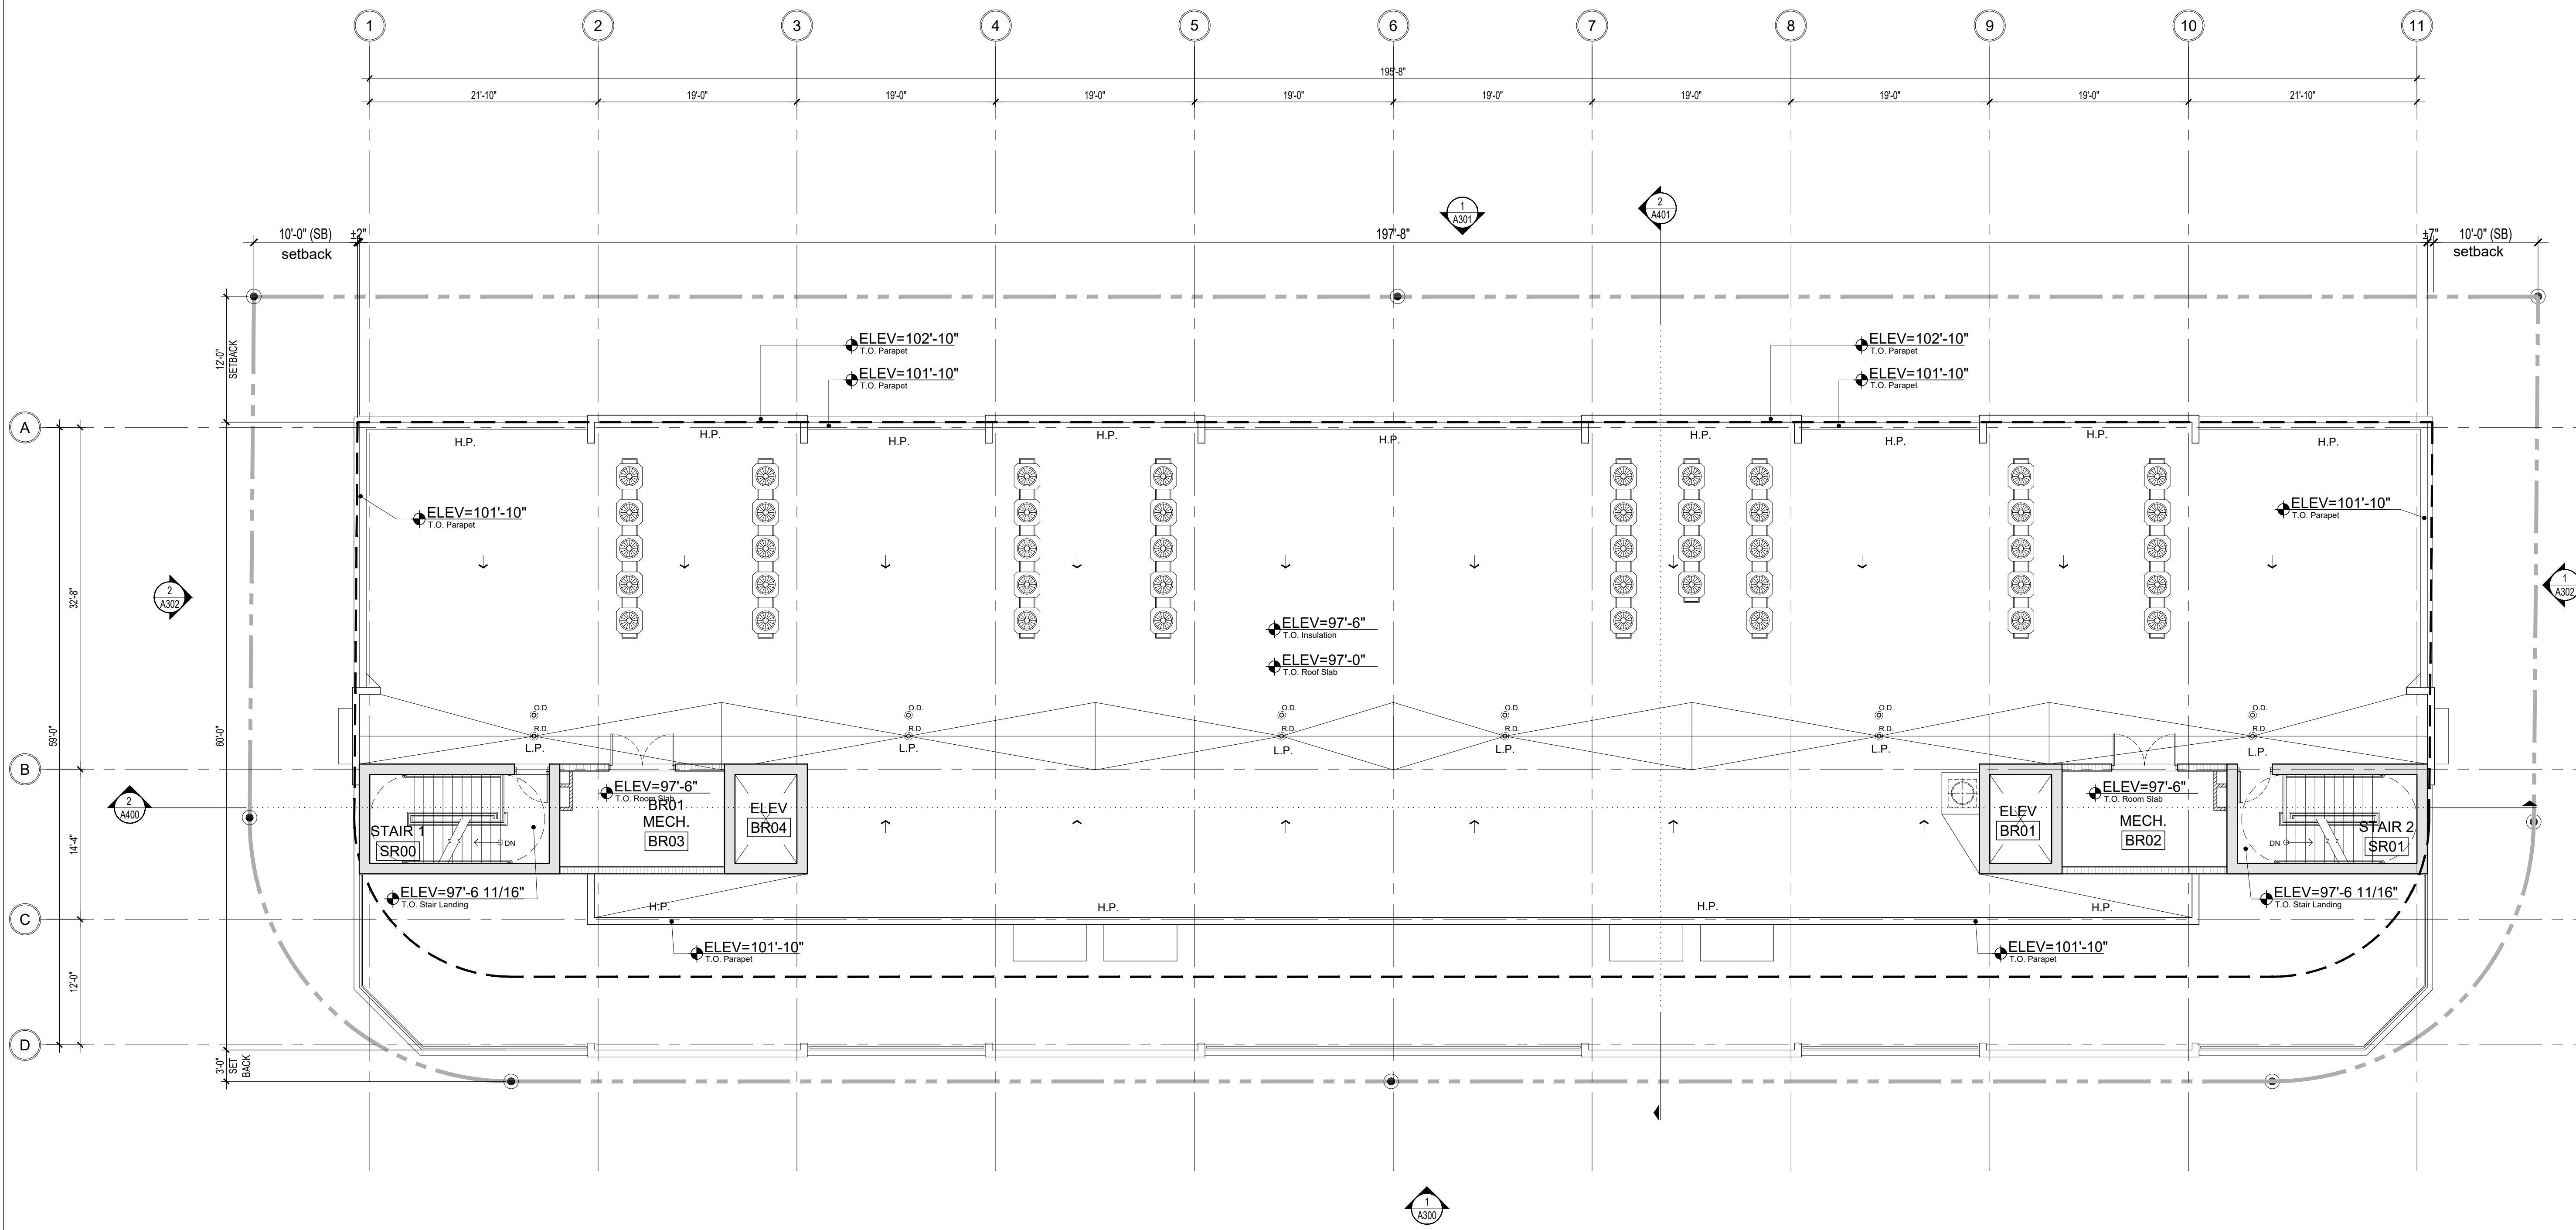 1 2 3 4 5 6 7 8 9 10 11
195'-8"
21'-10" 19'-0" 19'-0" 19'-0" 19'-0" 19'-0" 19'-0" 19'-0" 19'-0" 21'-10"
1
A301
2
A401
10'-0" (SB) ±2" 197'-8" ±7" 10'-0" (SB)
setback setback
12'-0"
SETBACK
ELEV=102'-10"
T.O. Parapet
ELEV=101'-10"
T.O. Parapet
ELEV=102'-10"
T.O. Parapet
ELEV=101'-10"
T.O. Parapet
A
H.P. H.P. H.P. H.P. H.P. H.P. H.P. H.P. H.P.
ELEV=101'-10"
T.O. Parapet
ELEV=101'-10"
T.O. Parapet
32'-8"
2
A302
1
A302
ELEV=97'-6"
T.O. Insulation
ELEV=97'-0"
T.O. Roof Slab
59'-0"
60'-0"
O.D. O.D. O.D. O.D. O.D. O.D.
R.D. R.D. R.D. R.D. R.D. R.D.
L.P. L.P. L.P. L.P. L.P. L.P.
B
2
A400
14'-4"
STAIR 1
SR00
DN
ELEV=97'-6"
T.O. Room Slab
BR01
MECH.
BR03
ELEV
BR04
ELEV
BR01
ELEV=97'-6"
T.O. Room Slab
MECH.
BR02
DN
STAIR 2
SR01
ELEV=97'-6 11/16"
T.O. Stair Landing
ELEV=97'-6 11/16"
T.O. Stair Landing
C
H.P. H.P. H.P. H.P.
ELEV=101'-10"
T.O. Parapet
ELEV=101'-10"
T.O. Parapet
12'-0"
D
3'-0"
SET
BACK
1
A300